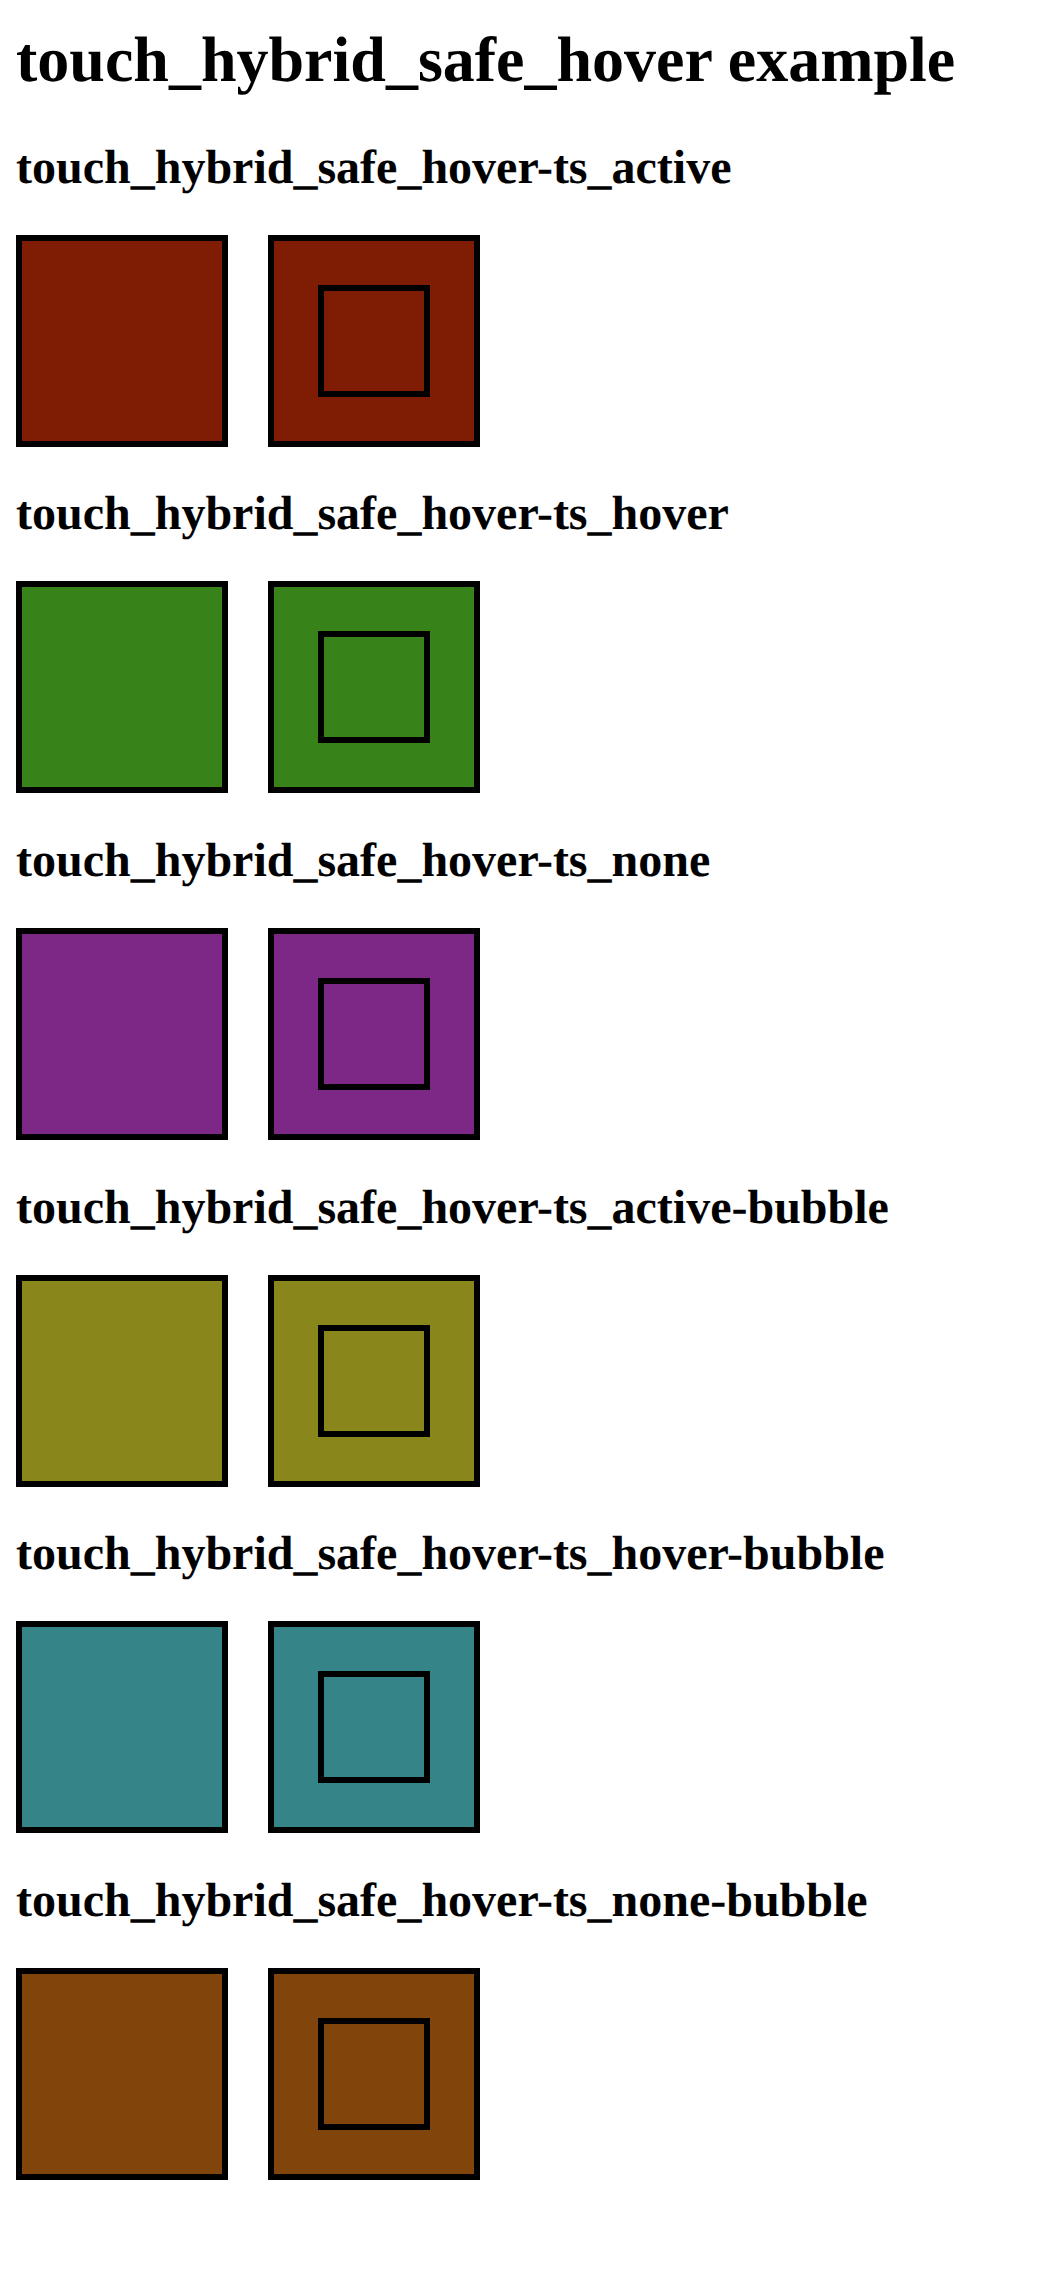 touch_hybrid_safe_hover example
touch_hybrid_safe_hover-ts_active
touch_hybrid_safe_hover-ts_hover
touch_hybrid_safe_hover-ts_none
touch_hybrid_safe_hover-ts_active-bubble
touch_hybrid_safe_hover-ts_hover-bubble
touch_hybrid_safe_hover-ts_none-bubble